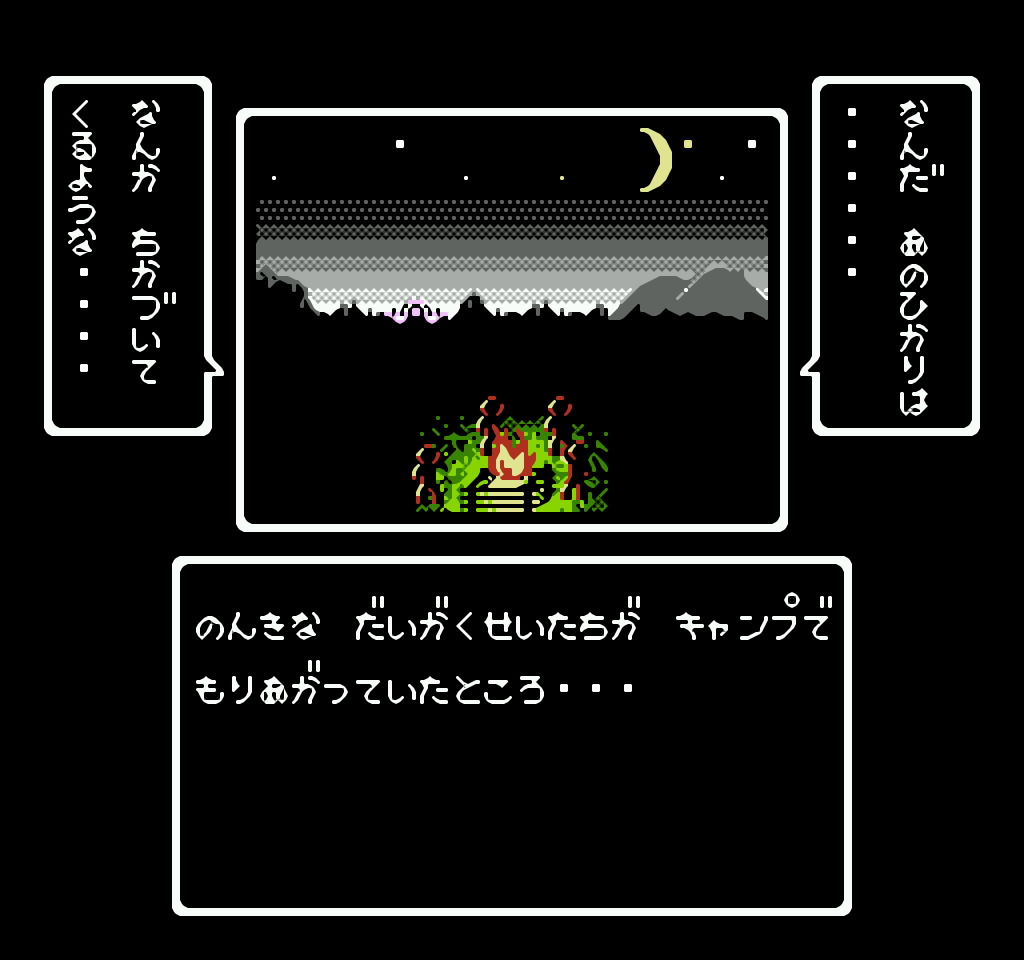 なんだ あのひかりは
・・・・・・
なんか ちかづいて
くるような・・・・
のんきな だいがくせいたちが キャンプで
もりあがっていたところ・・・